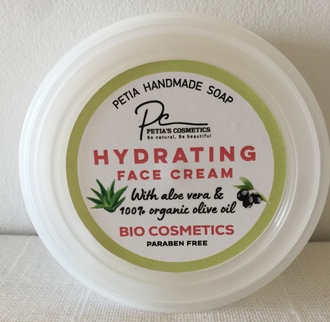 PETIA HANDMADE SOAP
Pc
PETIA'S COSMETICS
Be natural, Be beautiful
HYDRATING
FACE CREAM
With aloe vera &
100% organic olive oil
BIO COSMETICS
PARABEN FREE